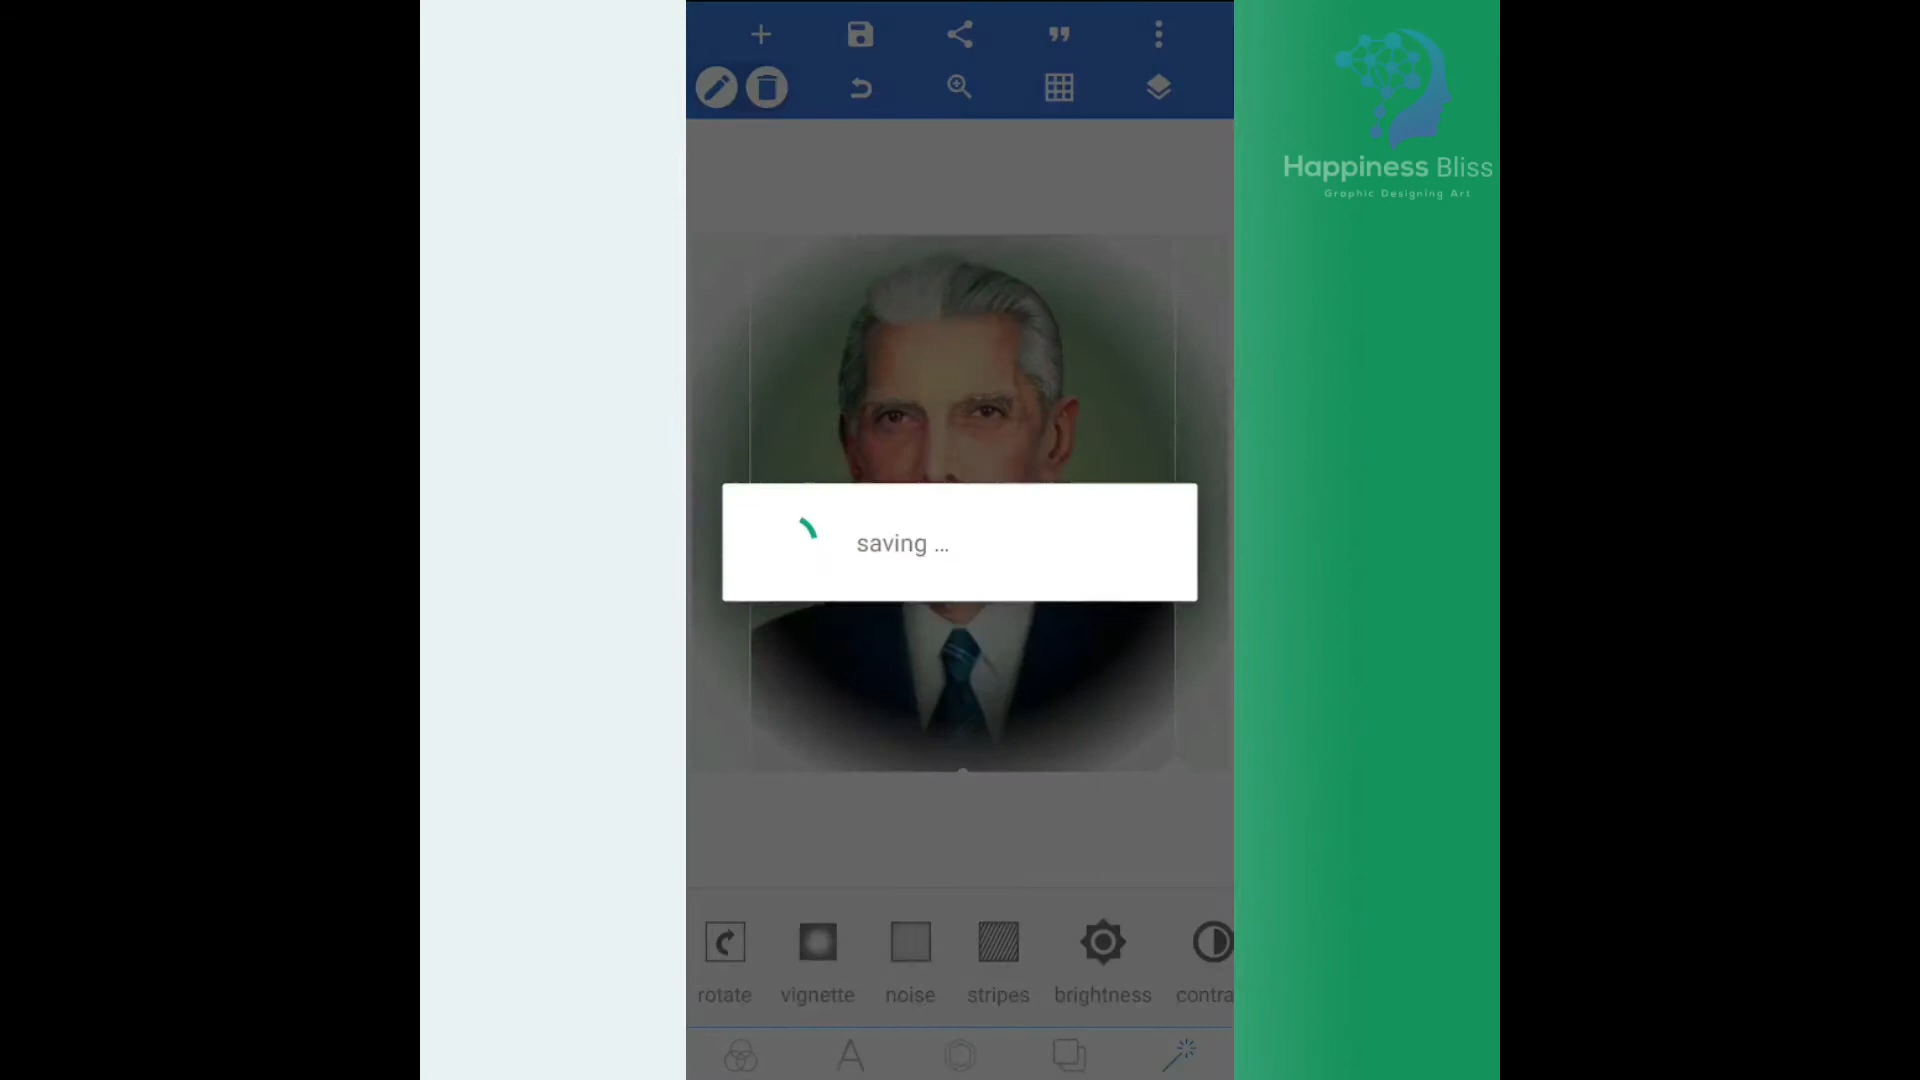 Happiness Bliss
Graphic Designing Art
saving ...
rotate vignette noise stripes brightness contra
A